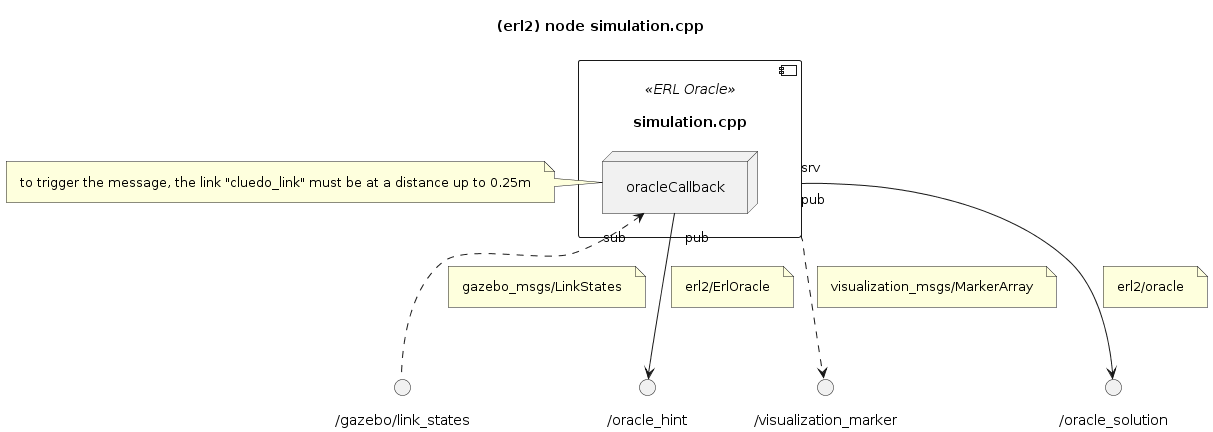 (erl2) node simulation.cpp
«ERL Oracle»
simulation.cpp
to trigger the message, the link "cluedo_link" must be at a distance up to 0.25m
oracleCallback
srv
pub
sub
pub
gazebo_msgs/LinkStates
erl2/ErlOracle
visualization_msgs/MarkerArray
erl2/oracle
/gazebo/link_states
/oracle_hint
/visualization_marker
/oracle_solution